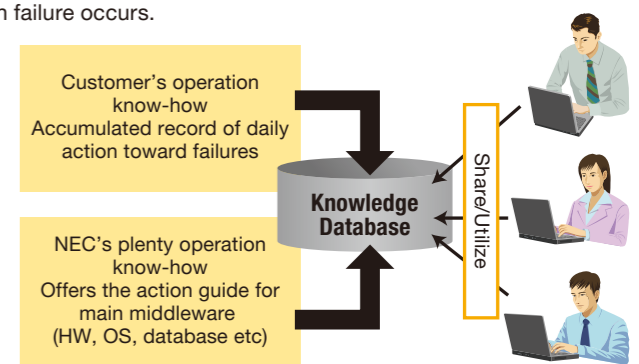 n failure occurs.
Customer's operation
know-how
Accumulated record of daily
action toward failures
Knowledge
Database
Share/Utilize
NEC's plenty operation
know-how
Offers the action guide for
main middleware
(HW, OS, database etc)